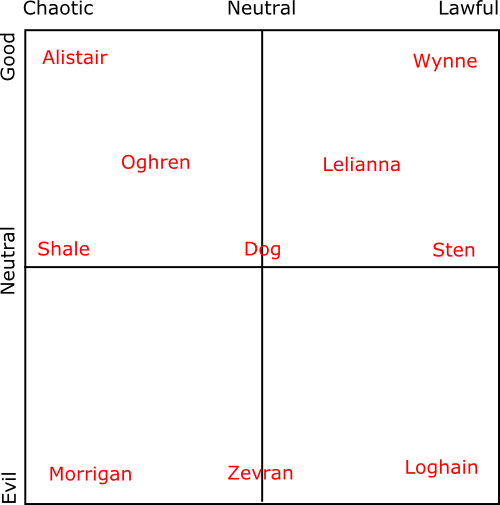 Chaotic Neutral Lawful
Good
Alistair Wynne
Oghren Lelianna
Neutral
Shale Dog Sten
Evil
Morrigan Zevran Loghain